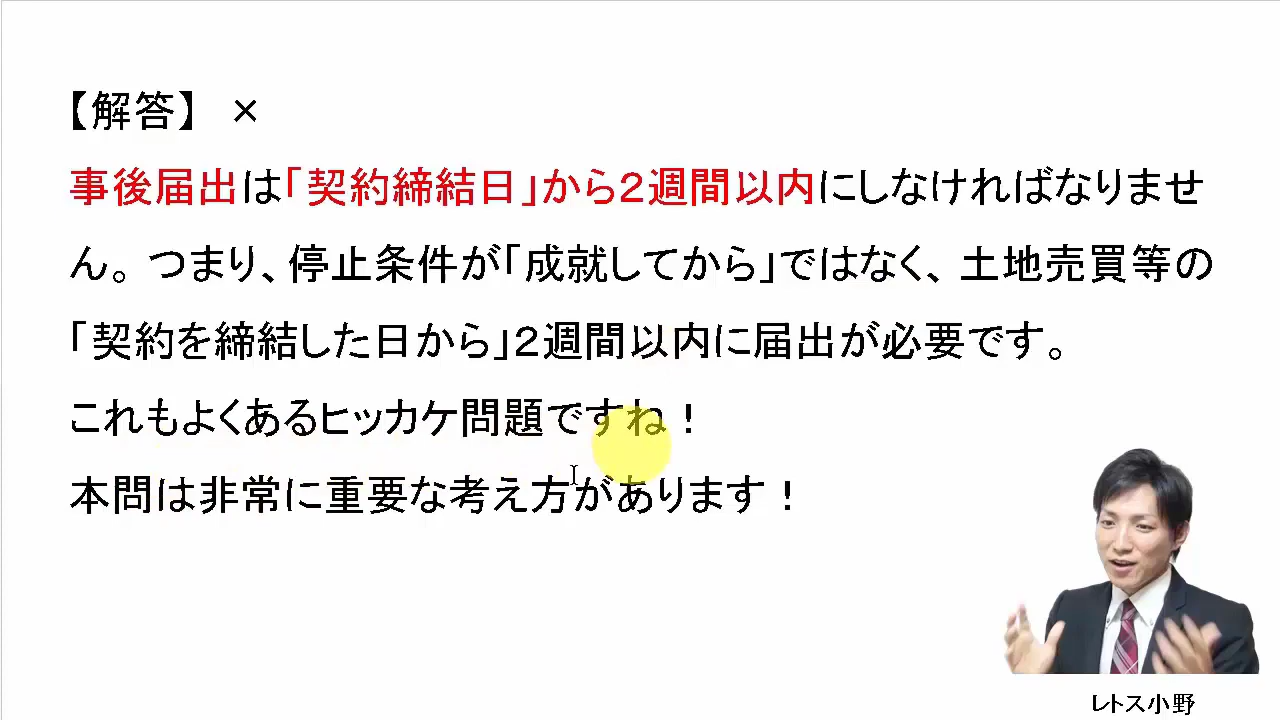 【解答】 ×
事後届出は「契約締結日」から２週間以内にしなければなりませ
ん。つまり、停止条件が「成就してから」ではなく、土地売買等の
「契約を締結した日から」２週間以内に届出が必要です。
これもよくあるヒッカケ問題ですね！
本問は非常に重要な考え方があります！
レトス小野